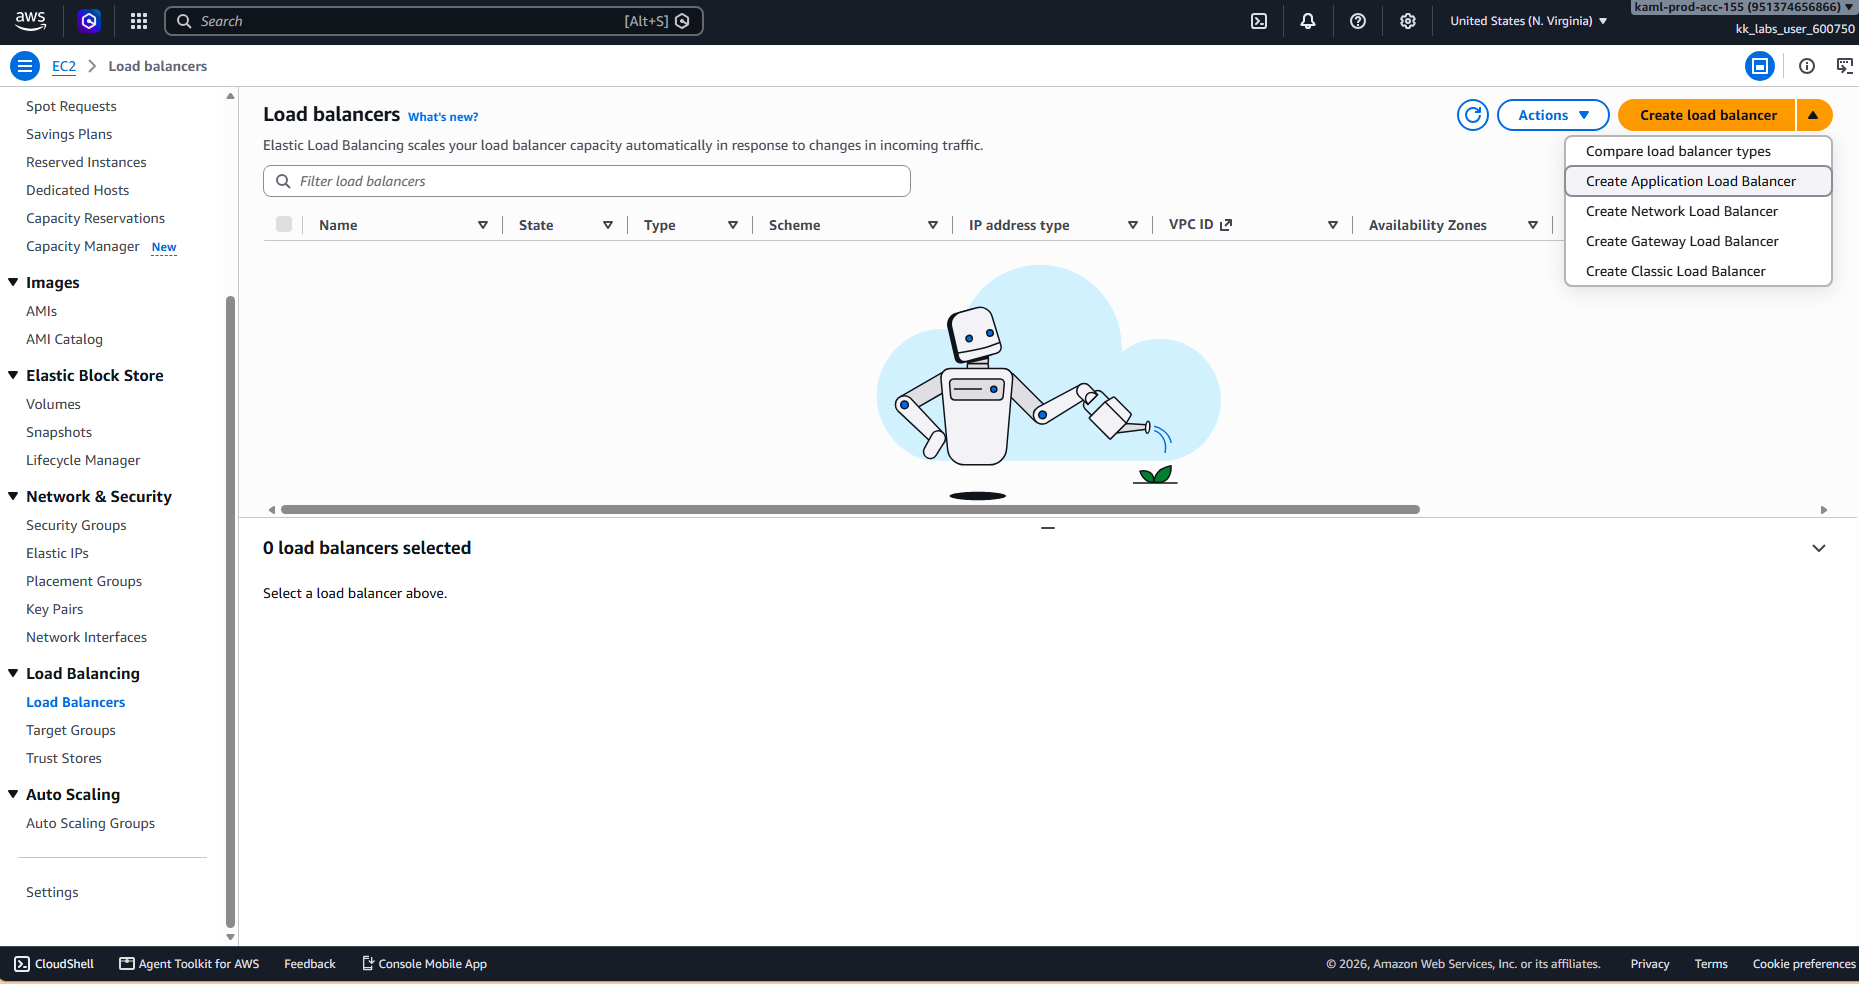 aws
Search
[Alt+S]
United States (N. Virginia)
kaml-prod-acc-155 (951374656866)
kk_labs_user_600750
EC2
Load balancers
Spot Requests
Savings Plans
Reserved Instances
Dedicated Hosts
Capacity Reservations
Capacity Manager New
Images
AMIs
AMI Catalog
Elastic Block Store
Volumes
Snapshots
Lifecycle Manager
Network & Security
Security Groups
Elastic IPs
Placement Groups
Key Pairs
Network Interfaces
Load Balancing
Load Balancers
Target Groups
Trust Stores
Auto Scaling
Auto Scaling Groups
Settings
Load balancers What's new?
Actions
Create load balancer
Elastic Load Balancing scales your load balancer capacity automatically in response to changes in incoming traffic.
Filter load balancers
Compare load balancer types
Create Application Load Balancer
Create Network Load Balancer
Create Gateway Load Balancer
Create Classic Load Balancer
Name State Type Scheme IP address type VPC ID Availability Zones
0 load balancers selected
Select a load balancer above.
CloudShell Agent Toolkit for AWS Feedback Console Mobile App © 2026, Amazon Web Services, Inc. or its affiliates. Privacy Terms Cookie preferences